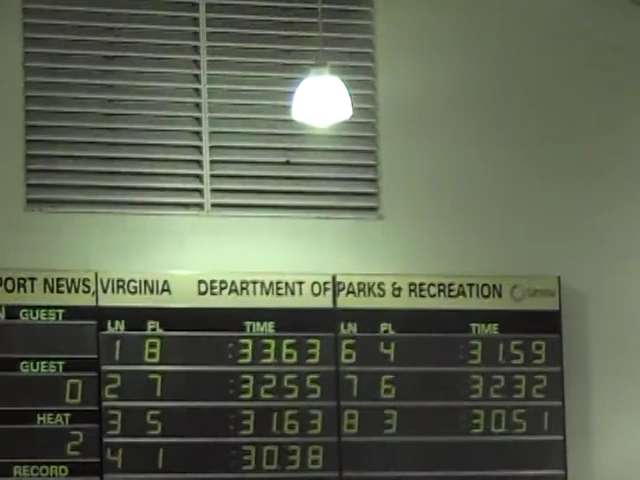 PORT NEWS, VIRGINIA DEPARTMENT OF PARKS & RECREATION
GUEST
GUEST
0
HEAT
2
RECORD
LN PL TIME
1 8 :33.63
2 7 32.55
3 5 :31.63
4 1 :30.38
LN PL TIME
6 4 :31.59
7 6 32.32
8 3 :30.51